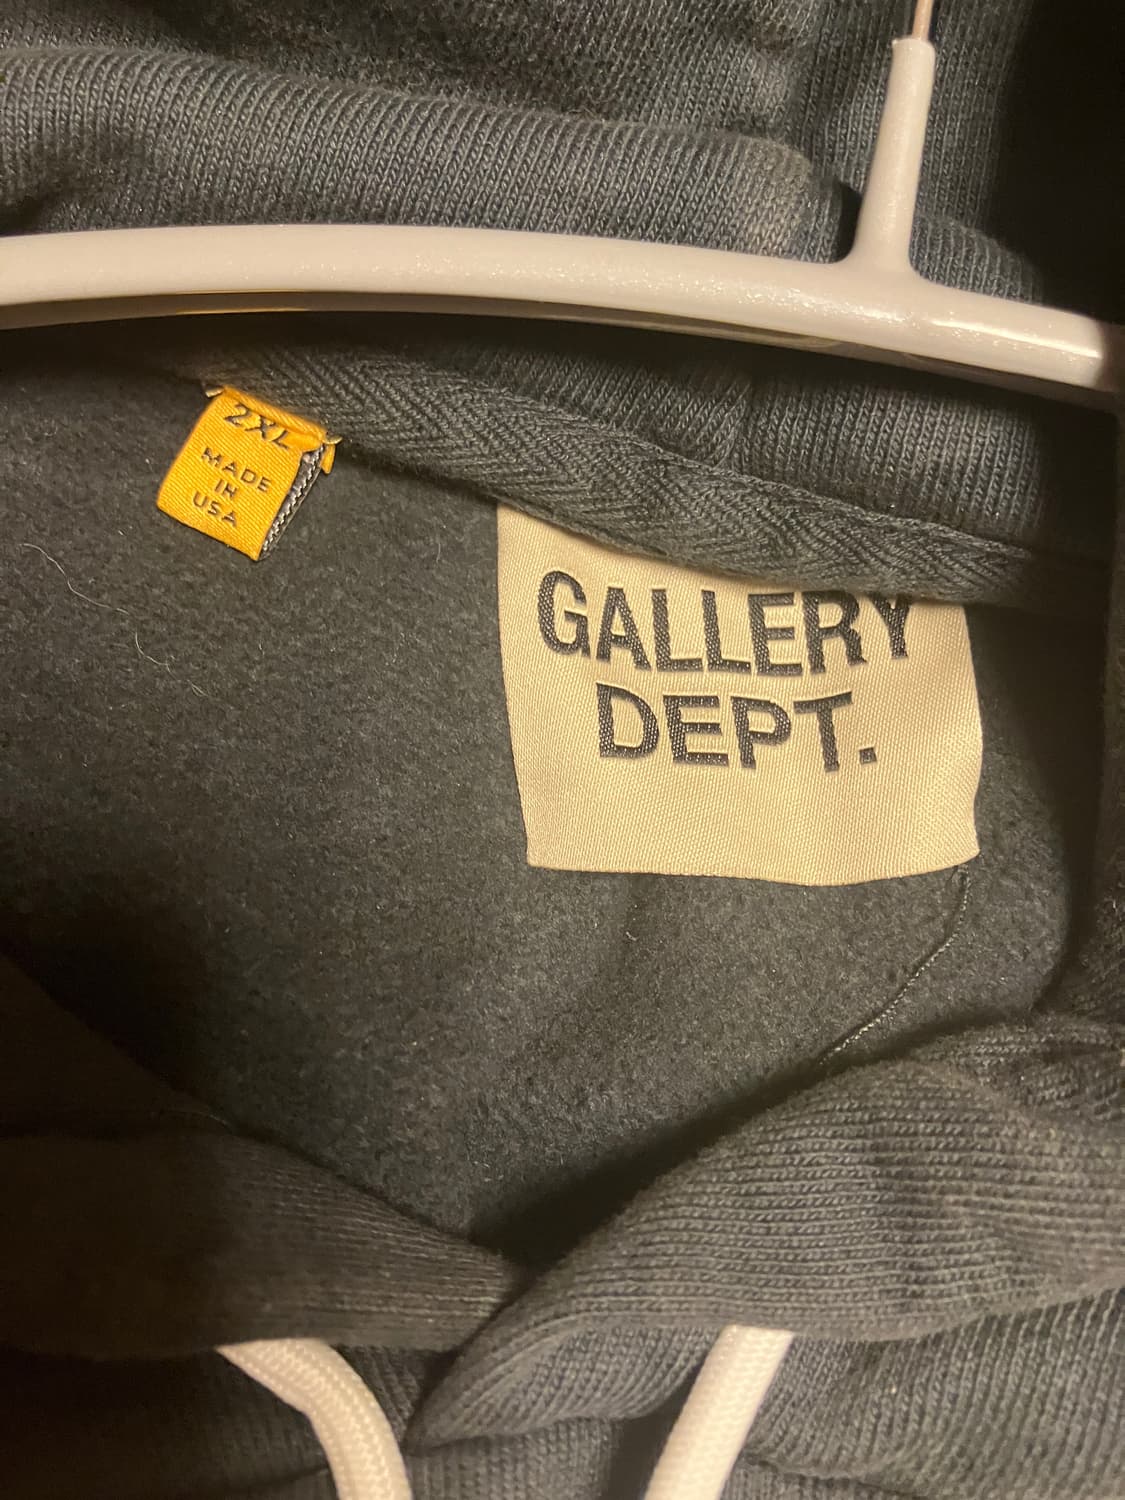 2XL
MADE
IN
USA
GALLERY
DEPT.